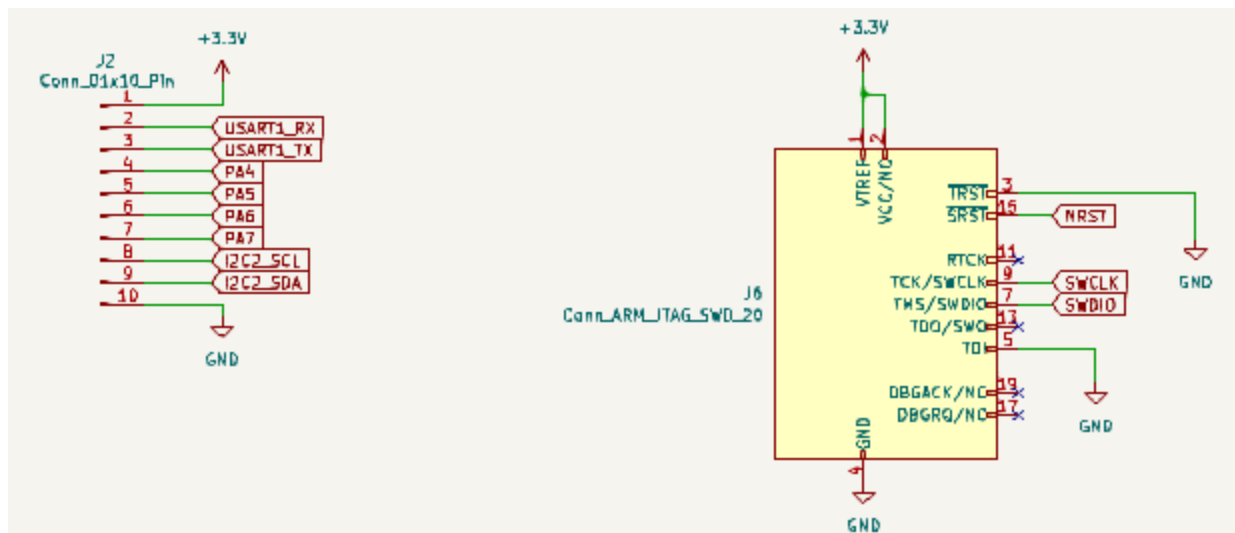 +3.3V
J2
Conn_01x10_Pin
1
2
USART1_RX
3
USART1_TX
4
PA4
5
PA5
6
PA6
7
PA7
8
I2C2_SCL
9
I2C2_SDA
10
GND
+3.3V
1
2
VTREF
VCC/NC
TRST
3
SRST
15
NRST
RTCK
11
GND
TCK/SWCLK
9
SWCLK
J6
Conn_ARM_JTAG_SWD_20
TMS/SWDIO
7
SWDIO
TDO/SWO
13
TDI
5
DBGACK/NC
19
DBGRQ/NC
17
GND
GND
4
GND